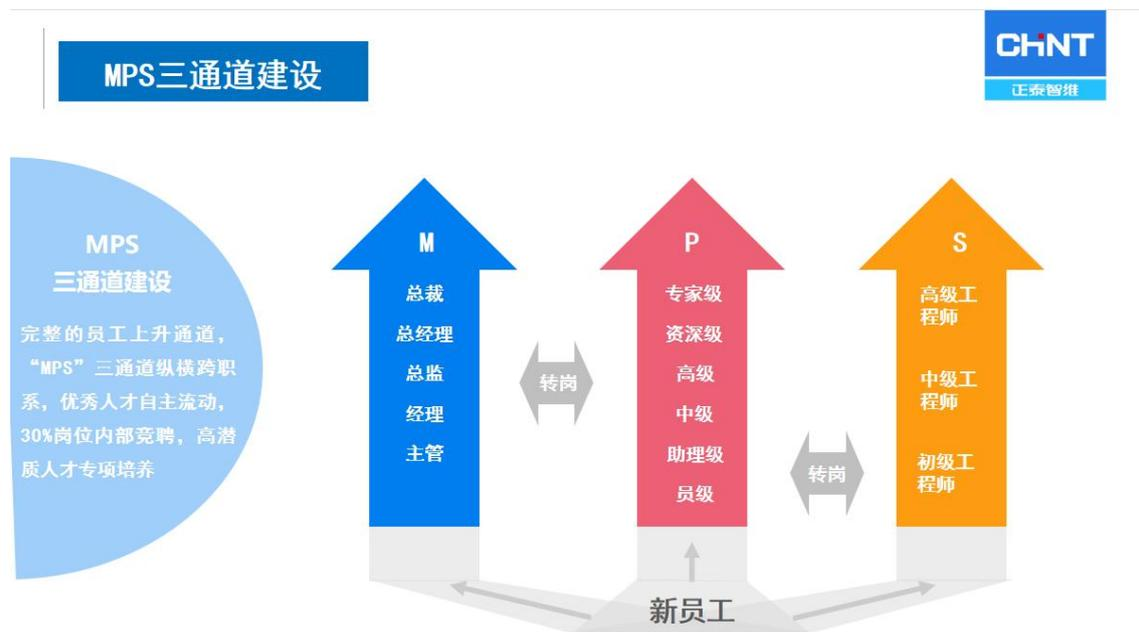 MPS三通道建设
CHNT
正泰智维
MPS
三通道建设
完整的员工上升通道，
“MPS”三通道纵横跨职
系，优秀人才自主流动，
30%岗位内部竞聘，高潜
质人才专项培养
M
总裁
总经理
总监
经理
主管
转岗
P
专家级
资深级
高级
中级
助理级
员级
转岗
S
高级工
程师
中级工
程师
初级工
程师
新员工